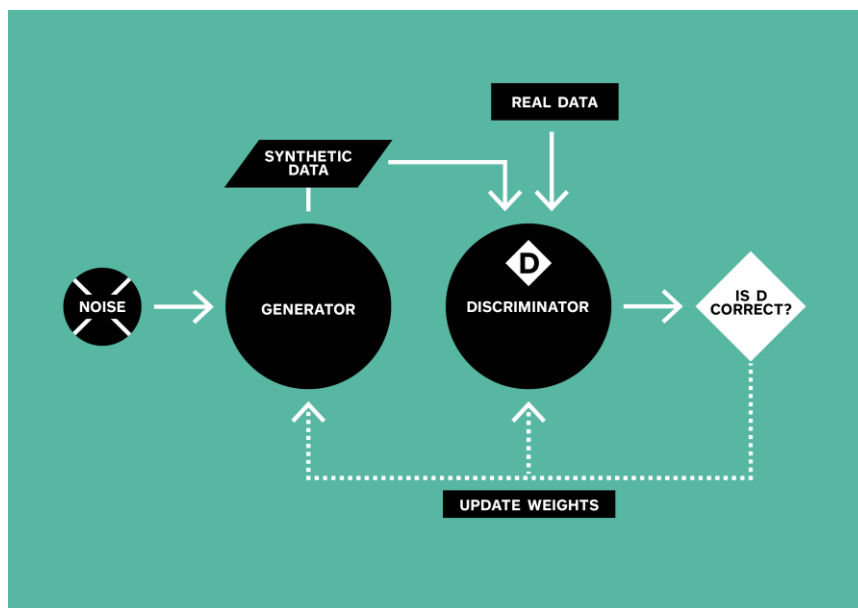 REAL DATA
SYNTHETIC
DATA
D
NOISE
GENERATOR
DISCRIMINATOR
IS D
CORRECT?
UPDATE WEIGHTS